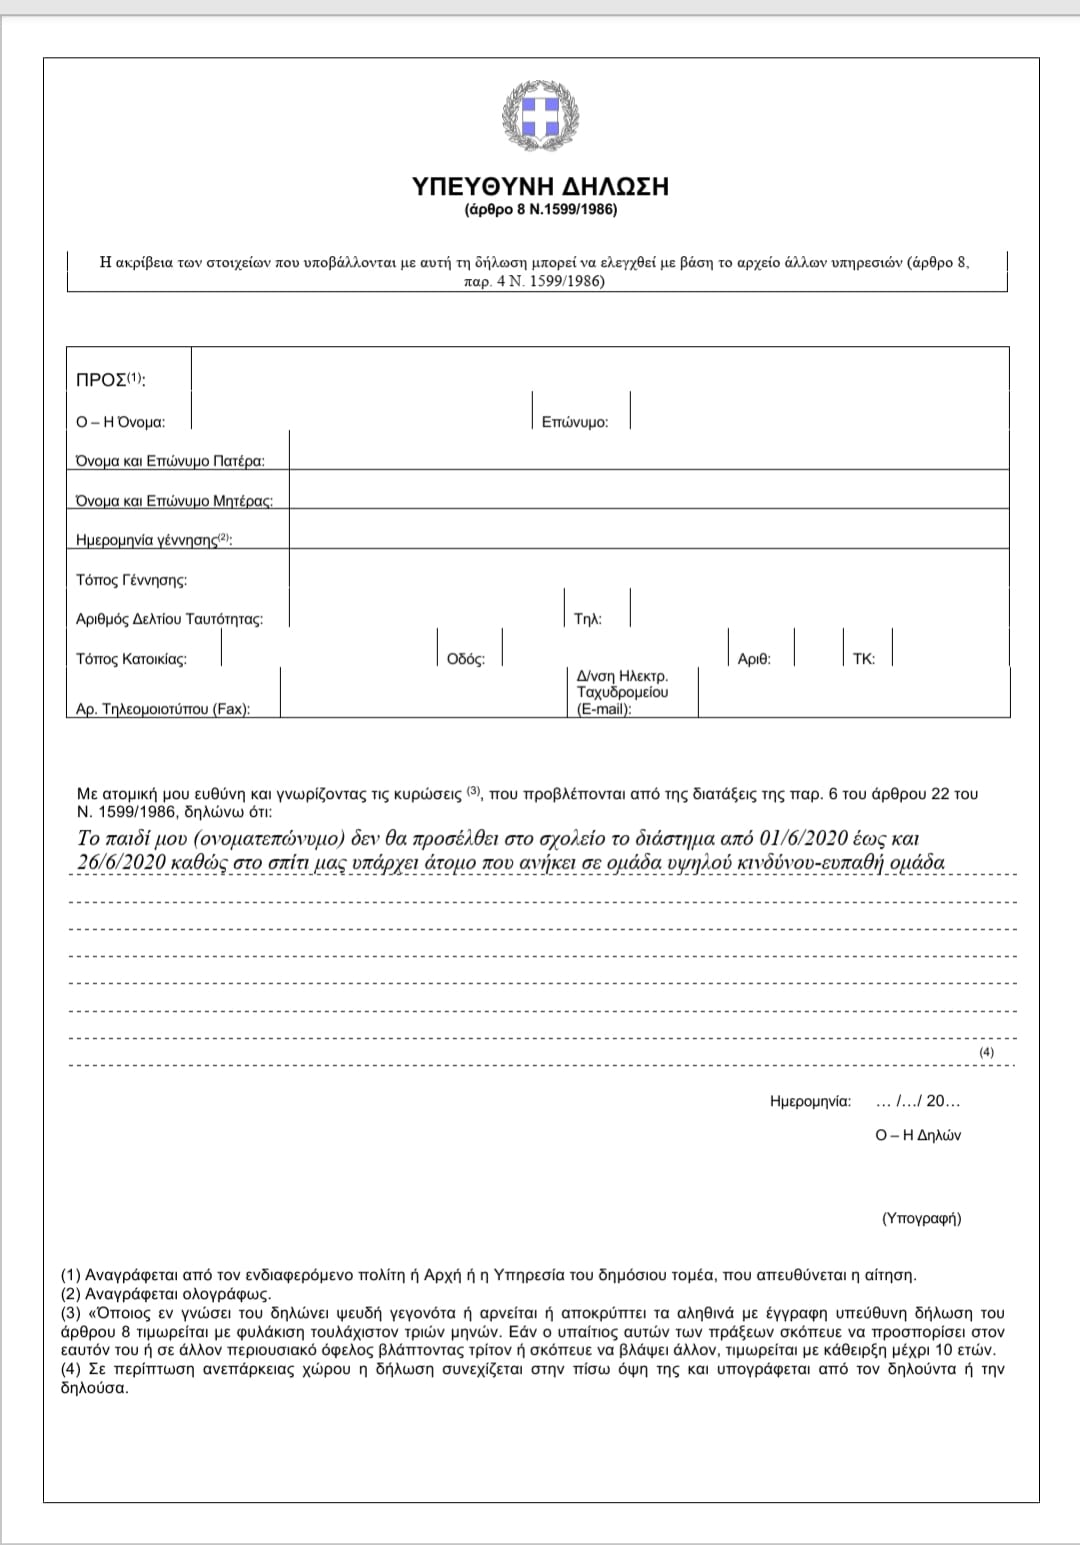 ΥΠΕΥΘΥΝΗ ΔΗΛΩΣΗ
(άρθρο 8 Ν.1599/1986)
Η ακρίβεια των στοιχείων που υποβάλλονται με αυτή τη δήλωση μπορεί να ελεγχθεί με βάση το αρχείο άλλων υπηρεσιών (άρθρο 8,
παρ. 4 Ν. 1599/1986)
ΠΡΟΣ(1):
Ο – Η Όνομα: Επώνυμο:
Όνομα και Επώνυμο Πατέρα:
Όνομα και Επώνυμο Μητέρας:
Ημερομηνία γέννησης(2):
Τόπος Γέννησης:
Αριθμός Δελτίου Ταυτότητας: Τηλ:
Τόπος Κατοικίας: Οδός: Αριθ: ΤΚ:
Αρ. Τηλεομοιοτύπου (Fax): Δ/νση Ηλεκτρ.
Ταχυδρομείου
(E-mail):
Με ατομική μου ευθύνη και γνωρίζοντας τις κυρώσεις (3), που προβλέπονται από της διατάξεις της παρ. 6 του άρθρου 22 του
Ν. 1599/1986, δηλώνω ότι:
Το παιδί μου (ονοματεπώνυμο) δεν θα προσέλθει στο σχολείο το διάστημα από 01/6/2020 έως και
26/6/2020 καθώς στο σπίτι μας υπάρχει άτομο που ανήκει σε ομάδα υψηλού κινδύνου-ευπαθή ομάδα
(4)
Ημερομηνία: … /…/ 20…
Ο – Η Δηλών
(Υπογραφή)
(1) Αναγράφεται από τον ενδιαφερόμενο πολίτη ή Αρχή ή η Υπηρεσία του δημόσιου τομέα, που απευθύνεται η αίτηση.
(2) Αναγράφεται ολογράφως.
(3) «Όποιος εν γνώσει του δηλώνει ψευδή γεγονότα ή αρνείται ή αποκρύπτει τα αληθινά με έγγραφη υπεύθυνη δήλωση του
άρθρου 8 τιμωρείται με φυλάκιση τουλάχιστον τριών μηνών. Εάν ο υπαίτιος αυτών των πράξεων σκόπευε να προσπορίσει στον
εαυτόν του ή σε άλλον περιουσιακό όφελος βλάπτοντας τρίτον ή σκόπευε να βλάψει άλλον, τιμωρείται με κάθειρξη μέχρι 10 ετών.
(4) Σε περίπτωση ανεπάρκειας χώρου η δήλωση συνεχίζεται στην πίσω όψη της και υπογράφεται από τον δηλούντα ή την
δηλούσα.